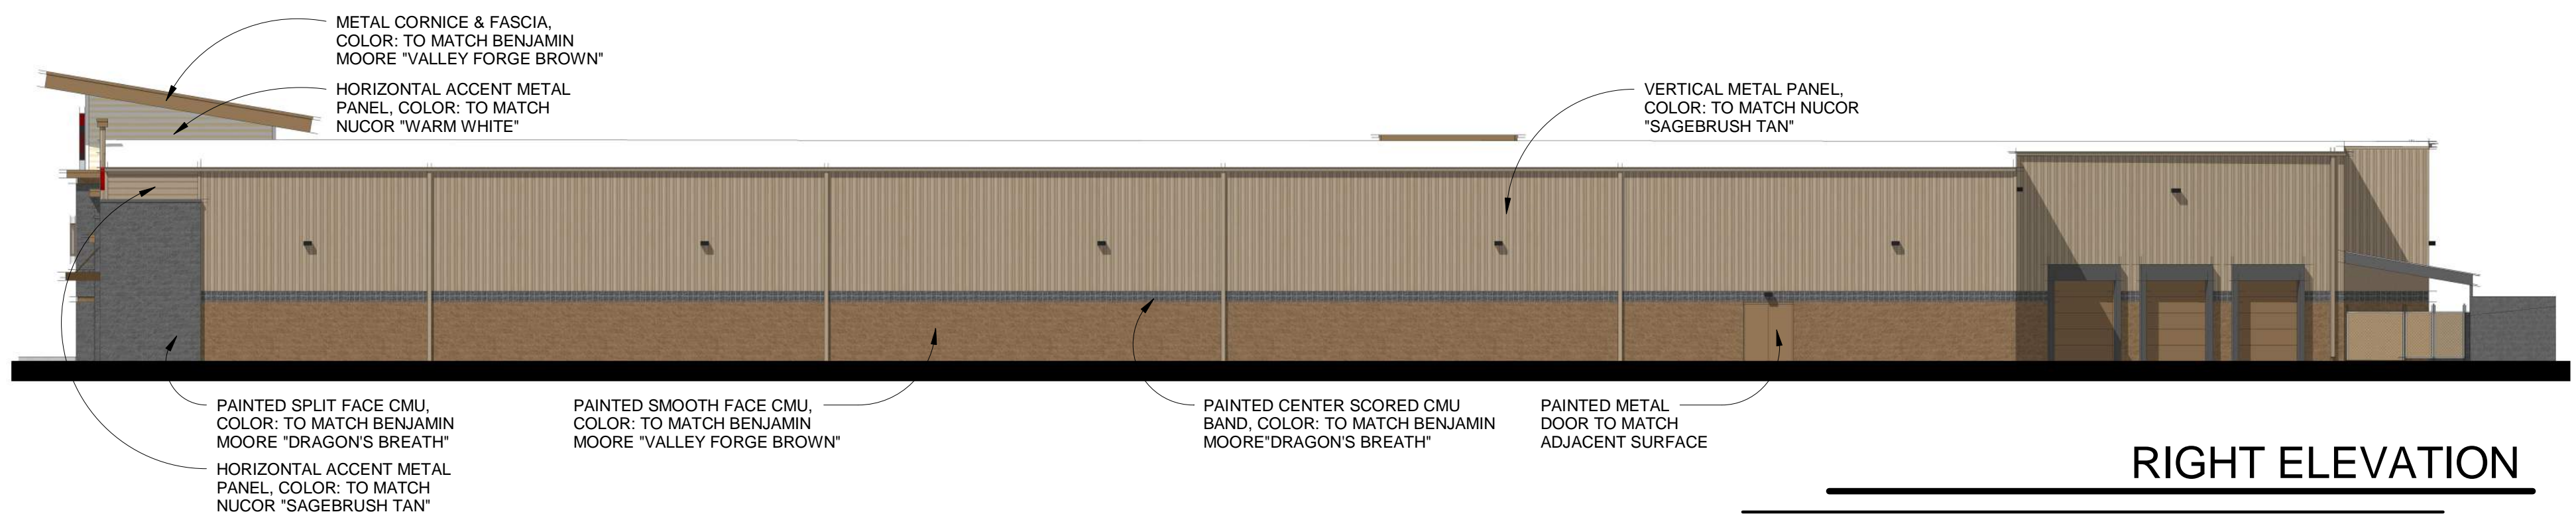 METAL CORNICE & FASCIA,
COLOR: TO MATCH BENJAMIN
MOORE "VALLEY FORGE BROWN"
HORIZONTAL ACCENT METAL
PANEL, COLOR: TO MATCH
NUCOR "WARM WHITE"
VERTICAL METAL PANEL,
COLOR: TO MATCH NUCOR
"SAGEBRUSH TAN"
PAINTED SPLIT FACE CMU,
COLOR: TO MATCH BENJAMIN
MOORE "DRAGON'S BREATH"
HORIZONTAL ACCENT METAL
PANEL, COLOR: TO MATCH
NUCOR "SAGEBRUSH TAN"
PAINTED SMOOTH FACE CMU,
COLOR: TO MATCH BENJAMIN
MOORE "VALLEY FORGE BROWN"
PAINTED CENTER SCORED CMU
BAND, COLOR: TO MATCH BENJAMIN
MOORE"DRAGON'S BREATH"
PAINTED METAL
DOOR TO MATCH
ADJACENT SURFACE
RIGHT ELEVATION